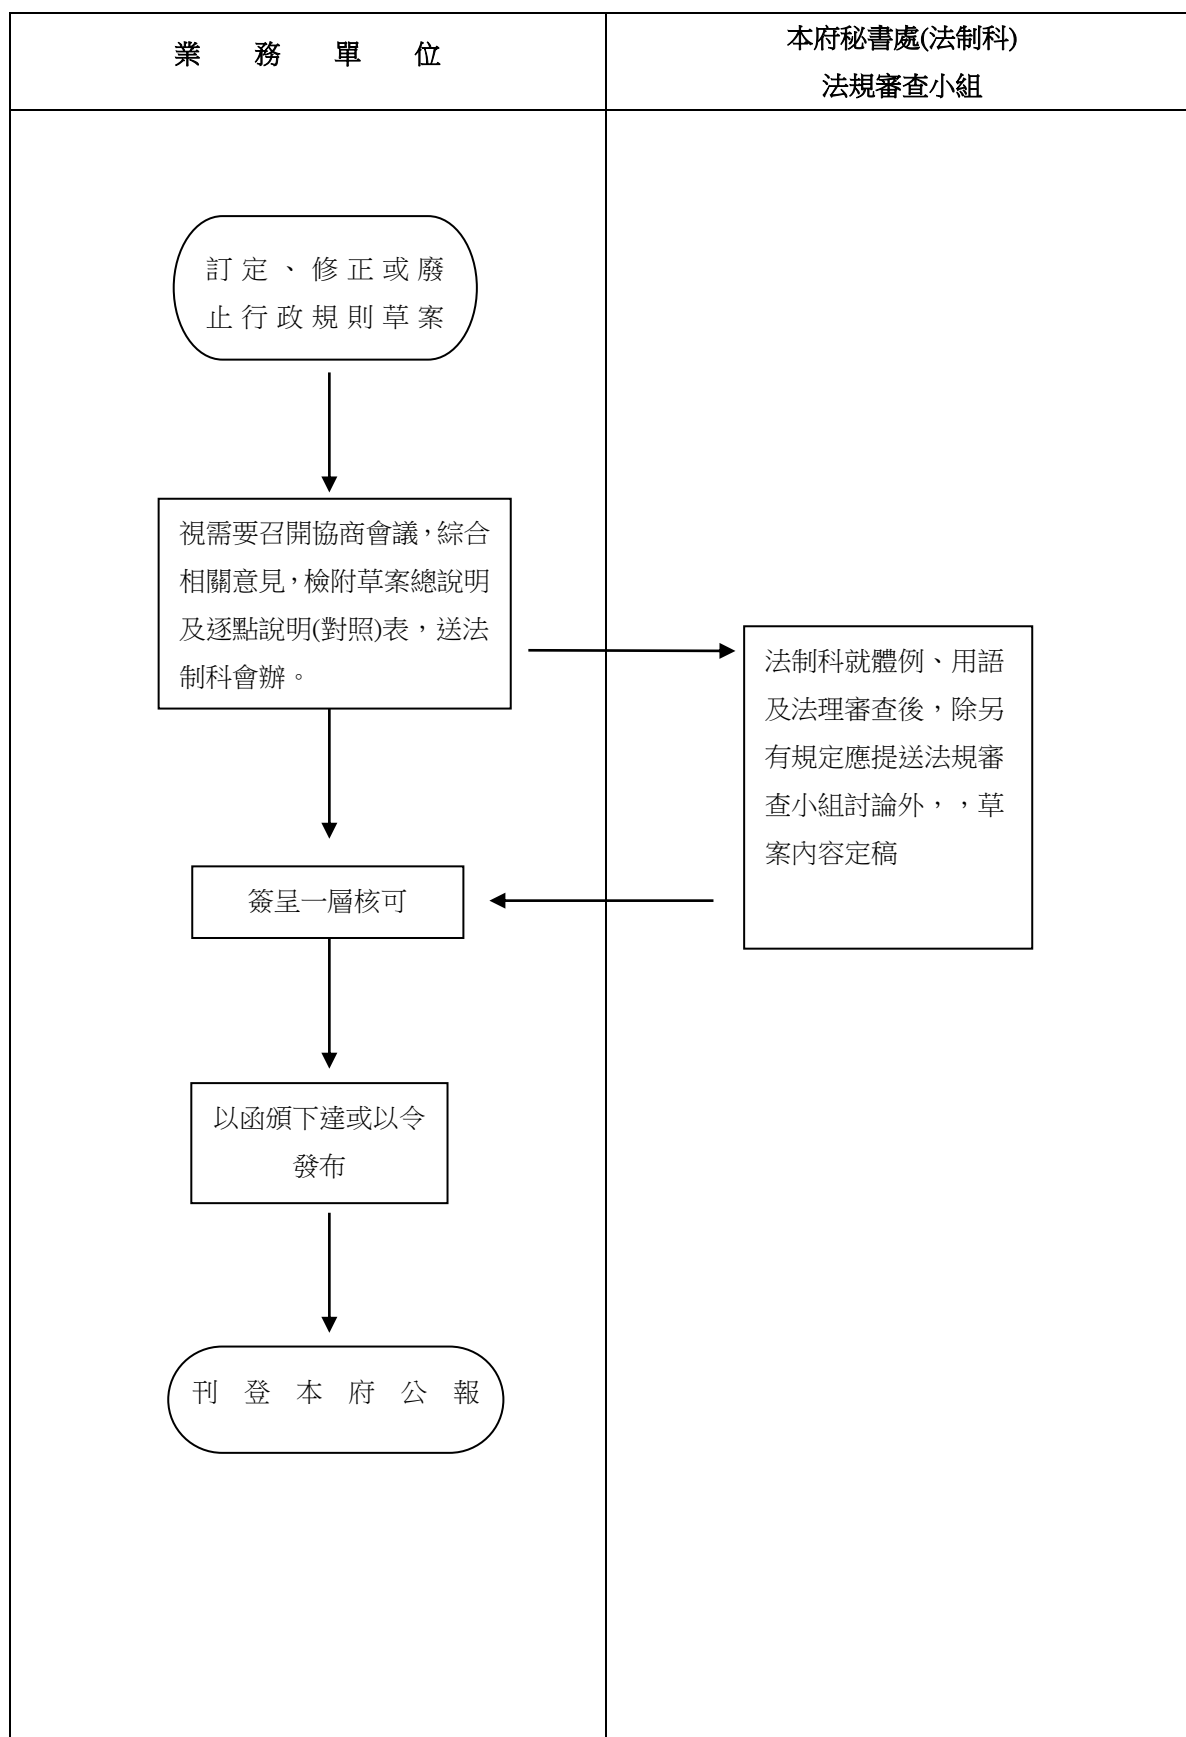 業務單位
本府秘書處(法制科)
法規審查小組
訂定、修正或廢
止行政規則草案
視需要召開協商會議，綜合
相關意見，檢附草案總說明
及逐點說明(對照)表，送法
制科會辦。
法制科就體例、用語
及法理審查後，除另
有規定應提送法規審
查小組討論外，，草
案內容定稿
簽呈一層核可
以函頒下達或以令
發布
刊登本府公報